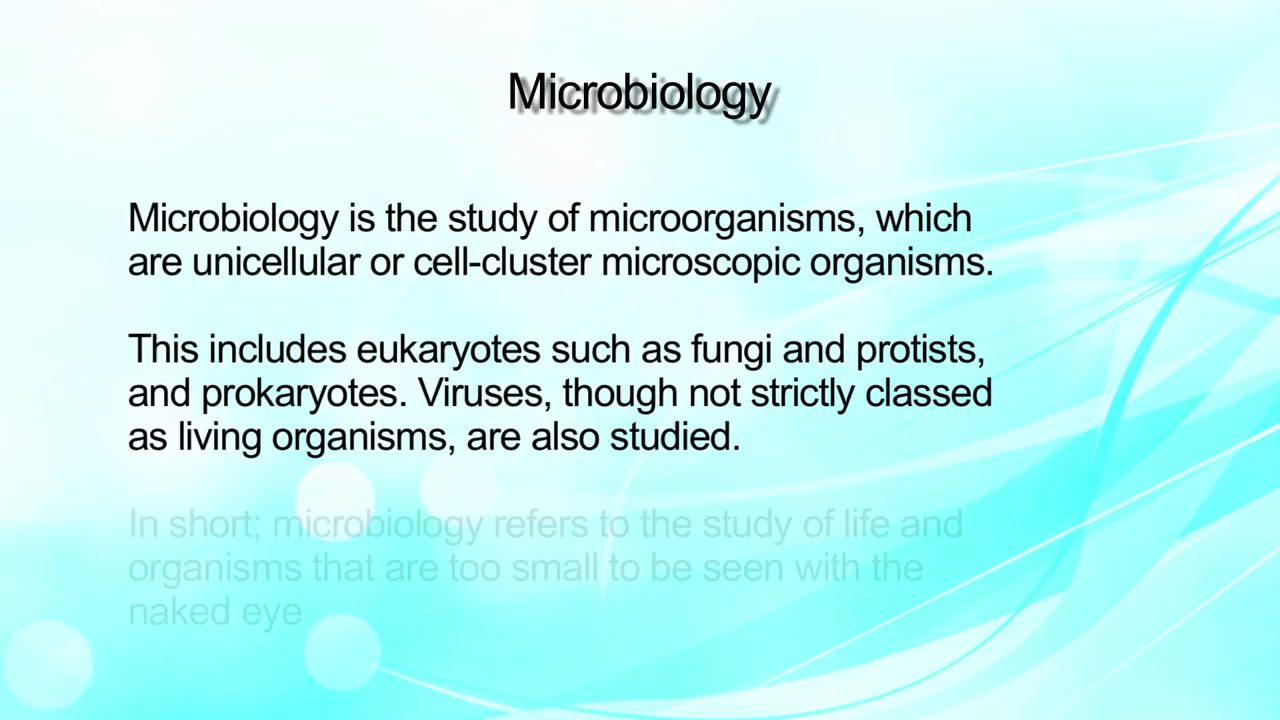 Microbiology
Microbiology is the study of microorganisms, which
are unicellular or cell-cluster microscopic organisms.
This includes eukaryotes such as fungi and protists,
and prokaryotes. Viruses, though not strictly classed
as living organisms, are also studied.
In short; microbiology refers to the study of life and
organisms that are too small to be seen with the
naked eye